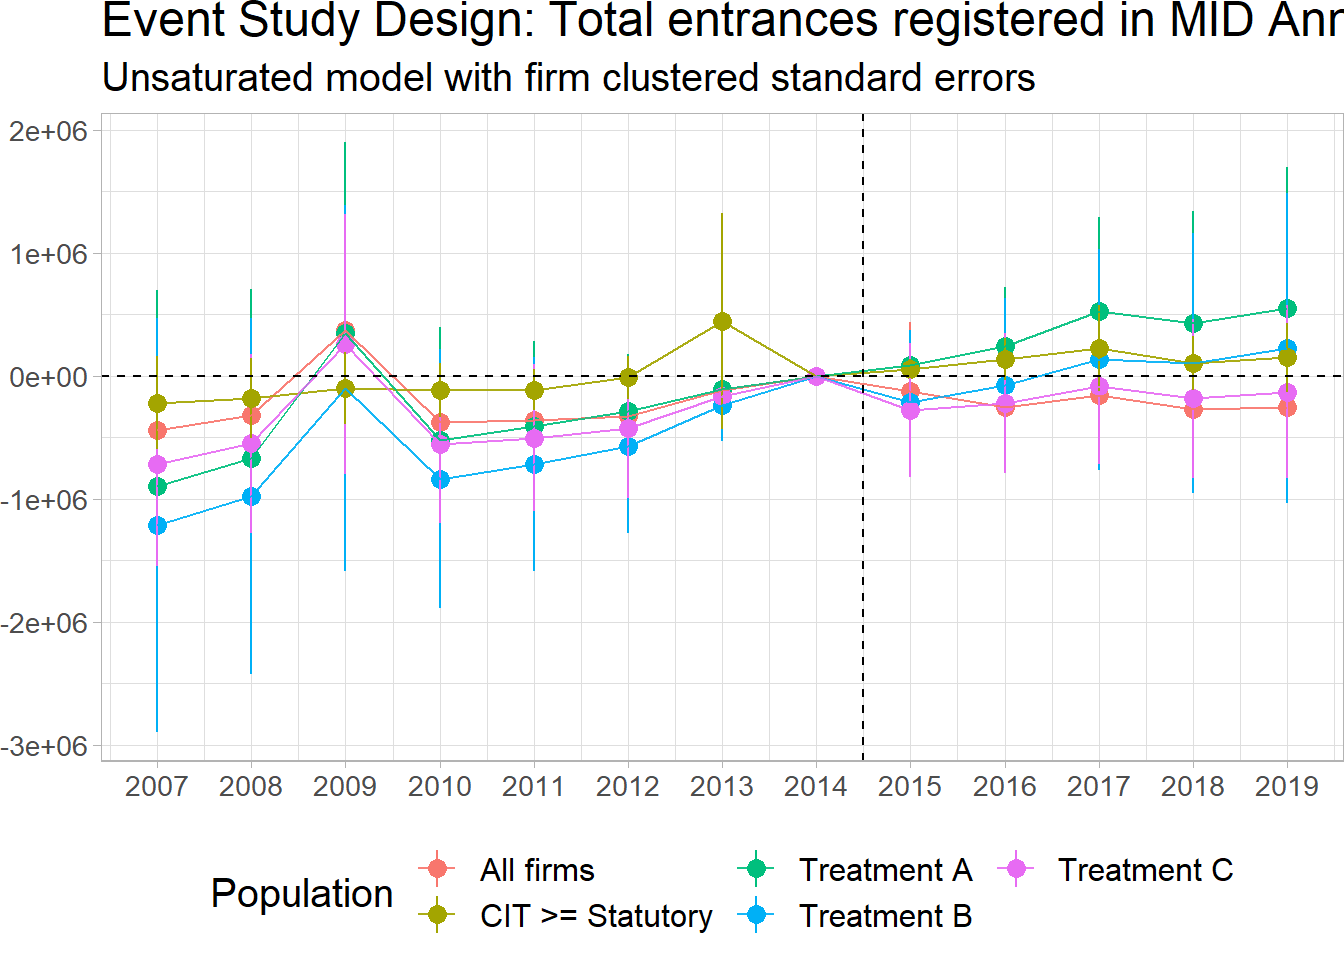 Event Study Design: Total entrances registered in MID
Unsaturated model with firm clustered standard errors
2e+06
1e+06
0e+00
-1e+06
-2e+06
-3e+06
2007 2008 2009 2010 2011 2012 2013 2014 2015 2016 2017 2018 2019
Population
All firms
CIT >= Statutory
Treatment A
Treatment B
Treatment C